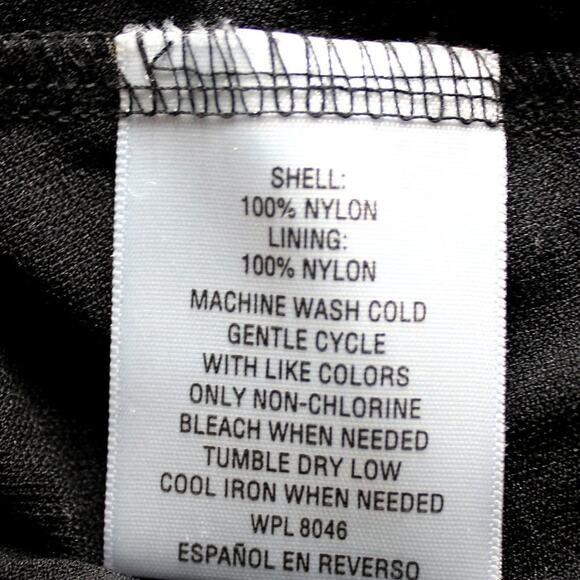 SHELL:
100% NYLON
LINING:
100% NYLON
MACHINE WASH COLD
GENTLE CYCLE
WITH LIKE COLORS
ONLY NON-CHLORINE
BLEACH WHEN NEEDED
TUMBLE DRY LOW
COOL IRON WHEN NEEDED
WPL 8046
ESPAÑOL EN REVERSO